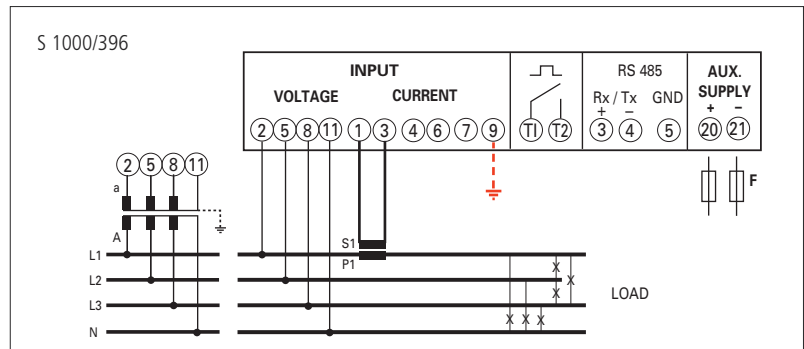 S 1000/396
INPUT
RS 485
AUX. SUPPLY
VOLTAGE CURRENT
Rx / Tx GND
+ –
+ –
2 5 8 11 1 3 4 6 7 9 T1 T2 3 4 5 20 21
2 5 8 11
a
F
A
S1
L1
P1
L2
X
X
LOAD
L3
X
X X X
N